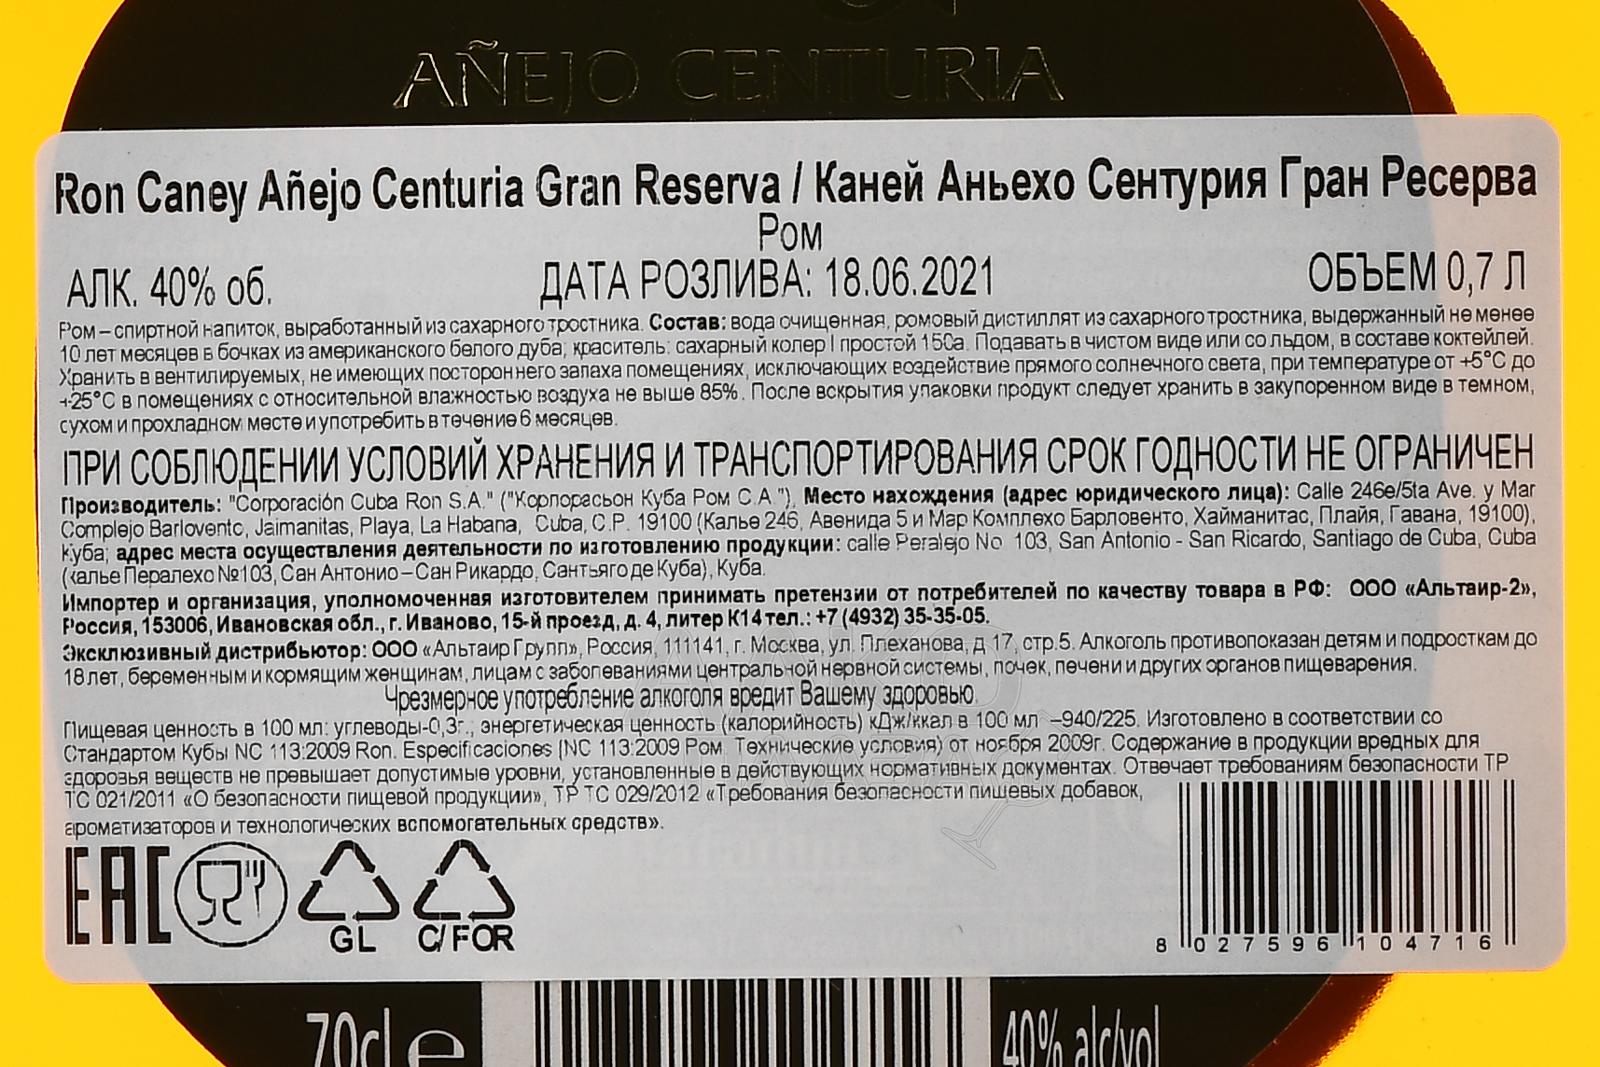 AÑEJO CENTURIA
Ron Caney Añejo Centuria Gran Reserva / Каней Аньехо Сентурия Гран Ресерва
Ром
АЛК. 40% об. ДАТА РОЗЛИВА: 18.06.2021 ОБЪЕМ 0,7 Л
Ром – спиртной напиток, выработанный из сахарного тростника. Состав: вода очищенная, ромовый дистиллят из сахарного тростника, выдержанный не менее
10 лет месяцев в бочках из американского белого дуба; краситель: сахарный колер I простой 150a. Подавать в чистом виде или со льдом, в составе коктейлей.
Хранить в вентилируемых, не имеющих постороннего запаха помещениях, исключающих воздействие прямого солнечного света, при температуре от +5°C до
+25°C в помещениях с относительной влажностью воздуха не выше 85%. После вскрытия упаковки продукт следует хранить в закупоренном виде в темном,
сухом и прохладном месте и употребить в течение 6 месяцев.
ПРИ СОБЛЮДЕНИИ УСЛОВИЙ ХРАНЕНИЯ И ТРАНСПОРТИРОВАНИЯ СРОК ГОДНОСТИ НЕ ОГРАНИЧЕН
Производитель: "Corporación Cuba Ron S.A." ("Корпорасьон Куба Ром С.А."), Место нахождения (адрес юридического лица): Calle 246e/5ta Ave. y Mar
Complejo Barlovento, Jaimanitas, Playa, La Habana, Cuba, C.P. 19100 (Калье 246, Авенида 5 и Мар Комплехо Барловенто, Хайманитас, Плайя, Гавана, 19100),
Куба; адрес места осуществления деятельности по изготовлению продукции: calle Peralejo No 103, San Antonio - San Ricardo, Santiago de Cuba, Cuba
(калье Пералехо №103, Сан Антонио – Сан Рикардо, Сантьяго де Куба), Куба.
Импортер и организация, уполномоченная изготовителем принимать претензии от потребителей по качеству товара в РФ: ООО «Альтаир-2»,
Россия, 153006, Ивановская обл., г. Иваново, 15-й проезд, д. 4, литер К14 тел.: +7 (4932) 35-35-05.
Эксклюзивный дистрибьютор: ООО «Альтаир Групп», Россия, 111141, г. Москва, ул. Плеханова, д 17, стр.5. Алкоголь противопоказан детям и подросткам до
18 лет, беременным и кормящим женщинам, лицам с заболеваниями центральной нервной системы, почек, печени и других органов пищеварения.
Чрезмерное употребление алкоголя вредит Вашему здоровью.
Пищевая ценность в 100 мл: углеводы-0,3г., энергетическая ценность (калорийность) кДж/ккал в 100 мл –940/225. Изготовлено в соответствии со
Стандартом Кубы NC 113:2009 Ron. Especificaciones (NC 113:2009 Ром. Технические условия) от ноября 2009г. Содержание в продукции вредных для
здоровья веществ не превышает допустимые уровни, установленные в действующих нормативных документах. Отвечает требованиям безопасности ТР
ТС 021/2011 «О безопасности пищевой продукции», ТР ТС 029/2012 «Требования безопасности пищевых добавок,
ароматизаторов и технологических вспомогательных средств».
EAC
GL C/FOR
8 027596 104716
70cl e 40% alc/vol